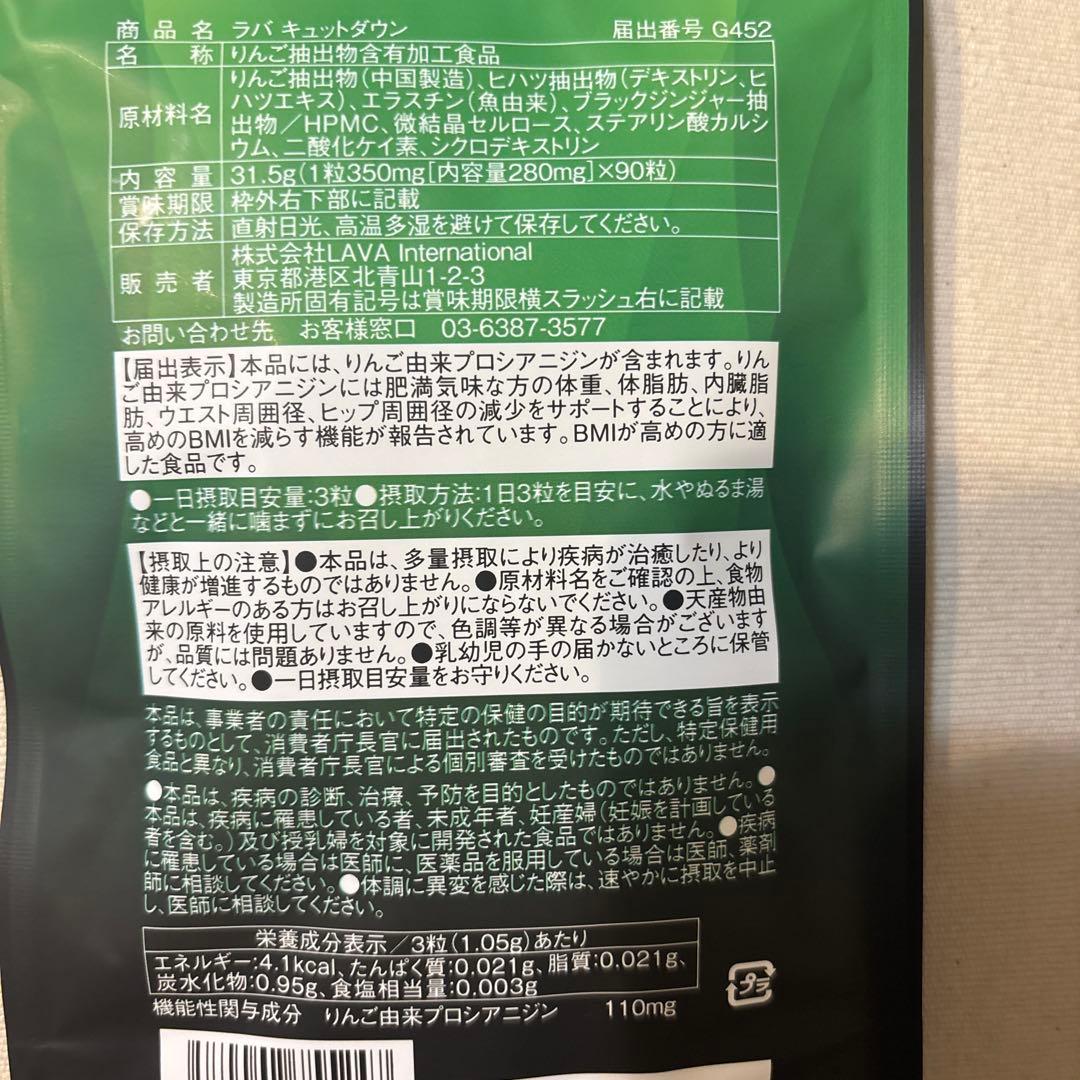 商品名 ラバ キュットダウン 届出番号 G452
名称 りんご抽出物含有加工食品
原材料名 りんご抽出物(中国製造)、ヒハツ抽出物(デキストリン、ヒ
ハツエキス)、エラスチン(魚由来)、ブラックジンジャー抽
出物/HPMC、微結晶セルロース、ステアリン酸カルシ
ウム、二酸化ケイ素、シクロデキストリン
内容量 31.5g(1粒350mg[内容量280mg]×90粒)
賞味期限 枠外右下部に記載
保存方法 直射日光、高温多湿を避けて保存してください。
販売者 株式会社LAVA International
東京都港区北青山1-2-3
製造所固有記号は賞味期限横スラッシュ右に記載
お問い合わせ先 お客様窓口 03-6387-3577
【届出表示】本品には、りんご由来プロシアニジンが含まれます。りん
ご由来プロシアニジンには肥満気味な方の体重、体脂肪、内臓脂
肪、ウエスト周囲径、ヒップ周囲径の減少をサポートすることにより、
高めのBMIを減らす機能が報告されています。BMIが高めの方に適
した食品です。
●一日摂取目安量:3粒●摂取方法:1日3粒を目安に、水やぬるま湯
などと一緒に噛まずにお召し上がりください。
【摂取上の注意】●本品は、多量摂取により疾病が治癒したり、より
健康が増進するものではありません。●原材料名をご確認の上、食物
アレルギーのある方はお召し上がりにならないでください。●天産物由
来の原料を使用していますので、色調等が異なる場合がございます
が、品質には問題ありません。●乳幼児の手の届かないところに保管
してください。●一日摂取目安量をお守りください。
本品は、事業者の責任において特定の保健の目的が期待できる旨を表示
するものとして、消費者庁長官に届出されたものです。ただし、特定保健用
食品と異なり、消費者庁長官による個別審査を受けたものではありません。
●本品は、疾病の診断、治療、予防を目的としたものではありません。●
本品は、疾病に罹患している者、未成年者、妊産婦(妊娠を計画している
者を含む。)及び授乳婦を対象に開発された食品ではありません。●疾病
に罹患している場合は医師に、医薬品を服用している場合は医師、薬剤
師に相談してください。●体調に異変を感じた際は、速やかに摂取を中止
し、医師に相談してください。
栄養成分表示/3粒(1.05g)あたり
エネルギー:4.1kcal、たんぱく質:0.021g、脂質:0.021g、
炭水化物:0.95g、食塩相当量:0.003g
機能性関与成分 りんご由来プロシアニジン 110mg
プラ